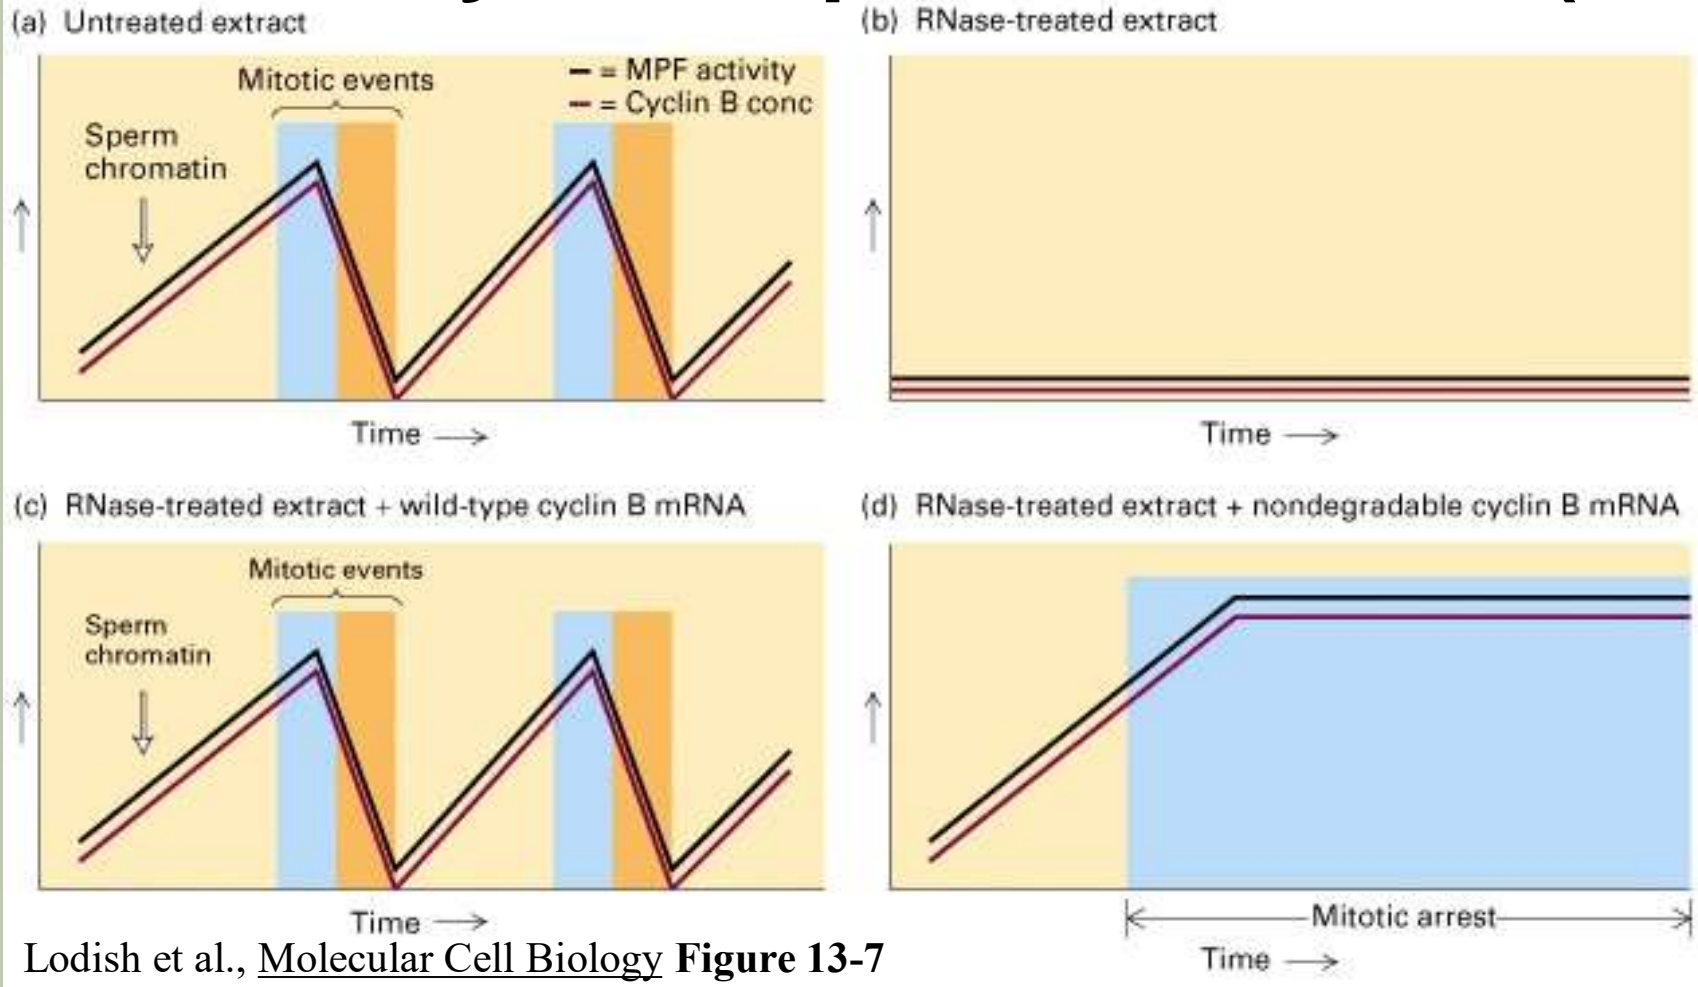 (a) Untreated extract
Mitotic events
— = MPF activity
— = Cyclin B conc
Sperm
chromatin
Time
(b) RNase-treated extract
Time
(c) RNase-treated extract + wild-type cyclin B mRNA
Mitotic events
Sperm
chromatin
Time
(d) RNase-treated extract + nondegradable cyclin B mRNA
Mitotic arrest
Time
Lodish et al., Molecular Cell Biology Figure 13-7